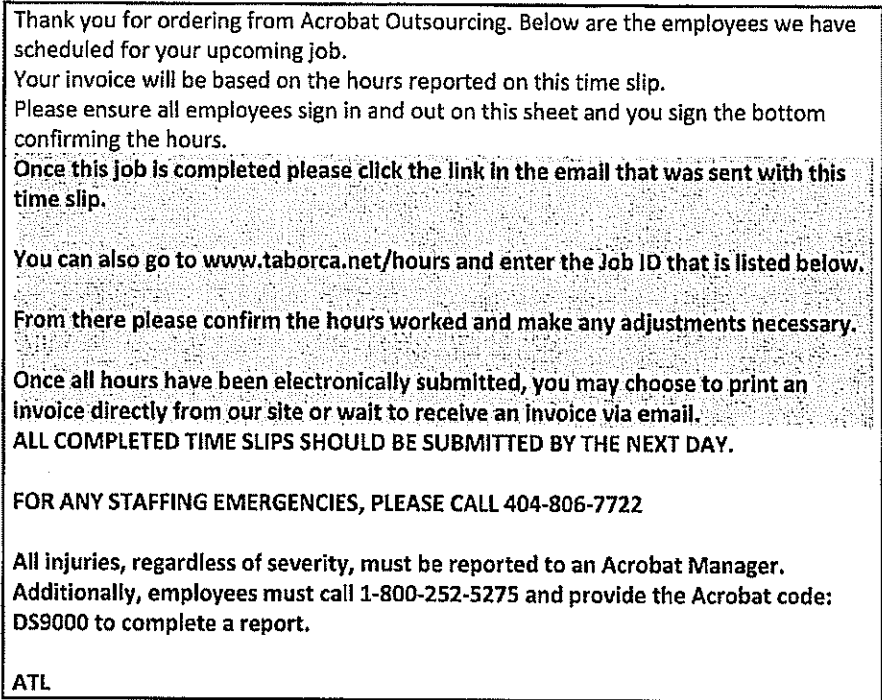 Thank you for ordering from Acrobat Outsourcing. Below are the employees we have
scheduled for your upcoming job.
Your invoice will be based on the hours reported on this time slip.
Please ensure all employees sign in and out on this sheet and you sign the bottom
confirming the hours.
Once this job is completed please click the link in the email that was sent with this
time slip.
You can also go to www.taborca.net/hours and enter the Job ID that is listed below.
From there please confirm the hours worked and make any adjustments necessary.
Once all hours have been electronically submitted, you may choose to print an
invoice directly from our site or wait to receive an invoice via email.
ALL COMPLETED TIME SLIPS SHOULD BE SUBMITTED BY THE NEXT DAY.
FOR ANY STAFFING EMERGENCIES, PLEASE CALL 404-806-7722
All injuries, regardless of severity, must be reported to an Acrobat Manager.
Additionally, employees must call 1-800-252-5275 and provide the Acrobat code:
DS9000 to complete a report.
ATL